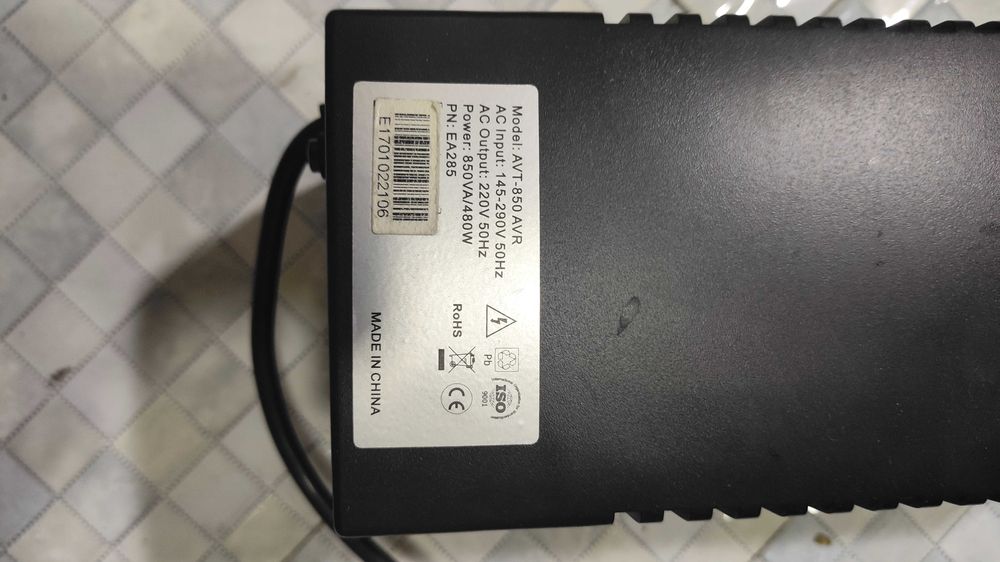 Model: AVT-850 AVR
AC Input: 145-290V 50Hz
AC Output: 220V 50Hz
Power: 850VA/480W
PN: EA285
E1701022106
Pb
ISO
9001
RoHS
CE
MADE IN CHINA